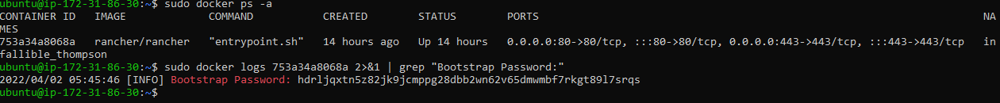 ubuntu@ip-172-31-86-30:~$ sudo docker ps -a
CONTAINER ID   IMAGE             COMMAND           CREATED        STATUS        PORTS                                                                      NA
MES
753a34a8068a   rancher/rancher   "entrypoint.sh"   14 hours ago   Up 14 hours   0.0.0.0:80->80/tcp, :::80->80/tcp, 0.0.0.0:443->443/tcp, :::443->443/tcp   in
fallible_thompson
ubuntu@ip-172-31-86-30:~$ sudo docker logs 753a34a8068a 2>&1 | grep "Bootstrap Password:"
2022/04/02 05:45:46 [INFO] Bootstrap Password: hdrljqxtn5z82jk9jcmppg28dbb2wn62v65dmwmbf7rkgt89l7srqs
ubuntu@ip-172-31-86-30:~$